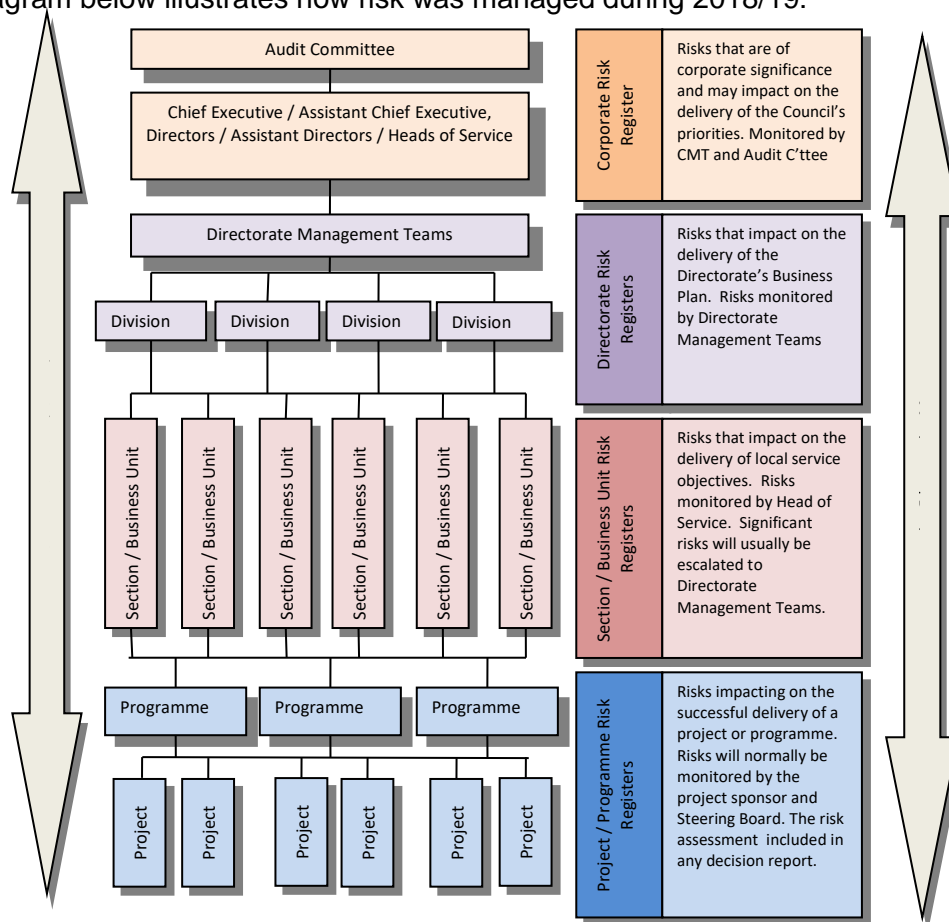 agram below illustrates how risk was managed during 2018/19.
Audit Committee
Chief Executive / Assistant Chief Executive,
Directors / Assistant Directors / Heads of Service
Corporate Risk
Register
Risks that are of
corporate significance
and may impact on the
delivery of the Council's
priorities. Monitored by
CMT and Audit C'ttee
Directorate Management Teams
Division
Division
Division
Division
Directorate Risk
Registers
Risks that impact on the
delivery of the
Directorate's Business
Plan. Risks monitored
by Directorate
Management Teams
Section / Business Unit
Section / Business Unit
Section / Business Unit
Section / Business Unit
Section / Business Unit
Section / Business Unit
Section / Business Unit Risk
Registers
Risks that impact on the
delivery of local service
objectives. Risks
monitored by Head of
Service. Significant
risks will usually be
escalated to
Directorate
Management Teams.
Programme
Programme
Programme
Project
Project
Project
Project
Project
Project
Project / Programme Risk
Registers
Risks impacting on the
successful delivery of a
project or programme.
Risks will normally be
monitored by the
project sponsor and
Steering Board. The risk
assessment included in
any decision report.